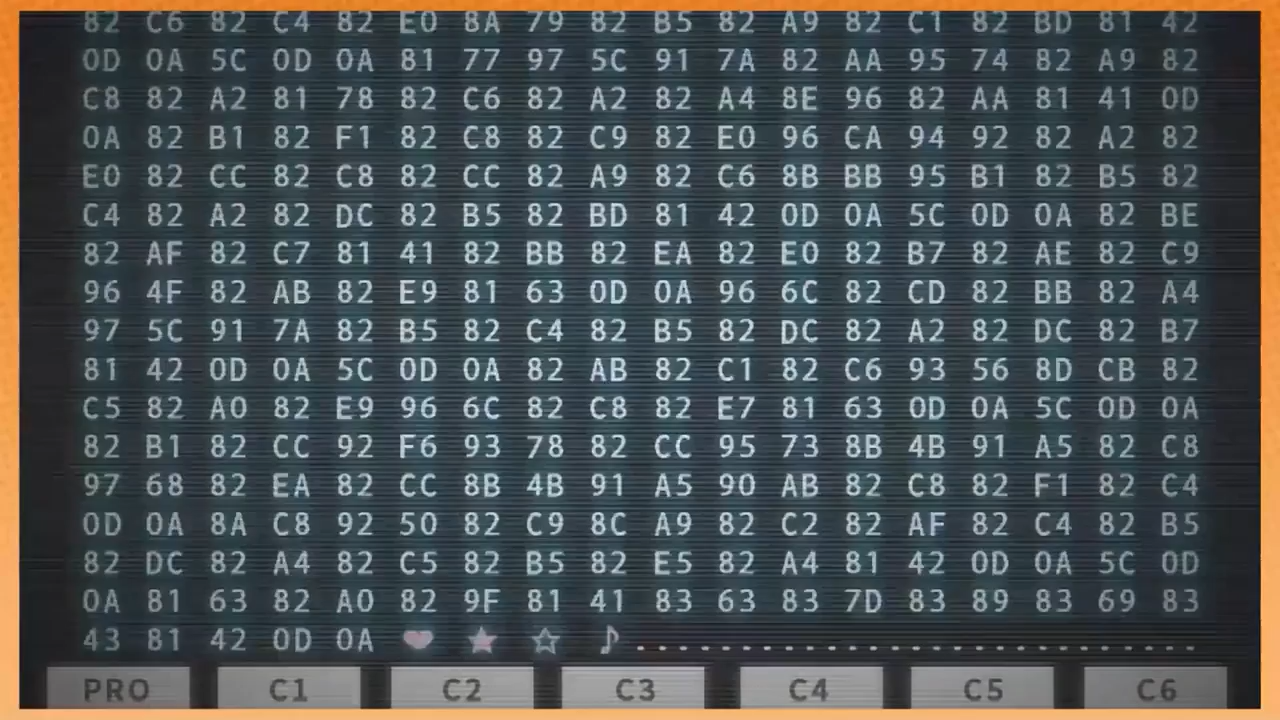 82 C6 82 C4 82 E0 8A 79 82 B5 82 A9 82 C1 82 BD 81 42
0D 0A 5C 0D 0A 81 77 97 5C 91 7A 82 AA 95 74 82 A9 82
C8 82 A2 81 78 82 C6 82 A2 82 A4 8E 96 82 AA 81 41 0D
0A 82 B1 82 F1 82 C8 82 C9 82 E0 96 CA 94 92 82 A2 82
E0 82 CC 82 C8 82 CC 82 A9 82 C6 8B BB 95 B1 82 B5 82
C4 82 A2 82 DC 82 B5 82 BD 81 42 0D 0A 5C 0D 0A 82 BE
82 AF 82 C7 81 41 82 BB 82 EA 82 E0 82 B7 82 AE 82 C9
96 4F 82 AB 82 E9 81 63 0D 0A 96 6C 82 CD 82 BB 82 A4
97 5C 91 7A 82 B5 82 C4 82 B5 82 DC 82 A2 82 DC 82 B7
81 42 0D 0A 5C 0D 0A 82 AB 82 C1 82 C6 93 56 8D CB 82
C5 82 A0 82 E9 96 6C 82 C8 82 E7 81 63 0D 0A 5C 0D 0A
82 B1 82 CC 92 F6 93 78 82 CC 95 73 8B 4B 91 A5 82 C8
97 68 82 EA 82 CC 8B 4B 91 A5 90 AB 82 C8 82 F1 82 C4
0D 0A 8A C8 92 50 82 C9 8C A9 82 C2 82 AF 82 C4 82 B5
82 DC 82 A4 82 C5 82 B5 82 E5 82 A4 81 42 0D 0A 5C 0D
0A 81 63 82 A0 82 9F 81 41 83 63 83 7D 83 89 83 69 83
43 81 42 0D 0A ♥ ★ ☆ ♪ . . . . . . . . . . . . . . . . . . . . . . . . . . .
PRO C1 C2 C3 C4 C5 C6